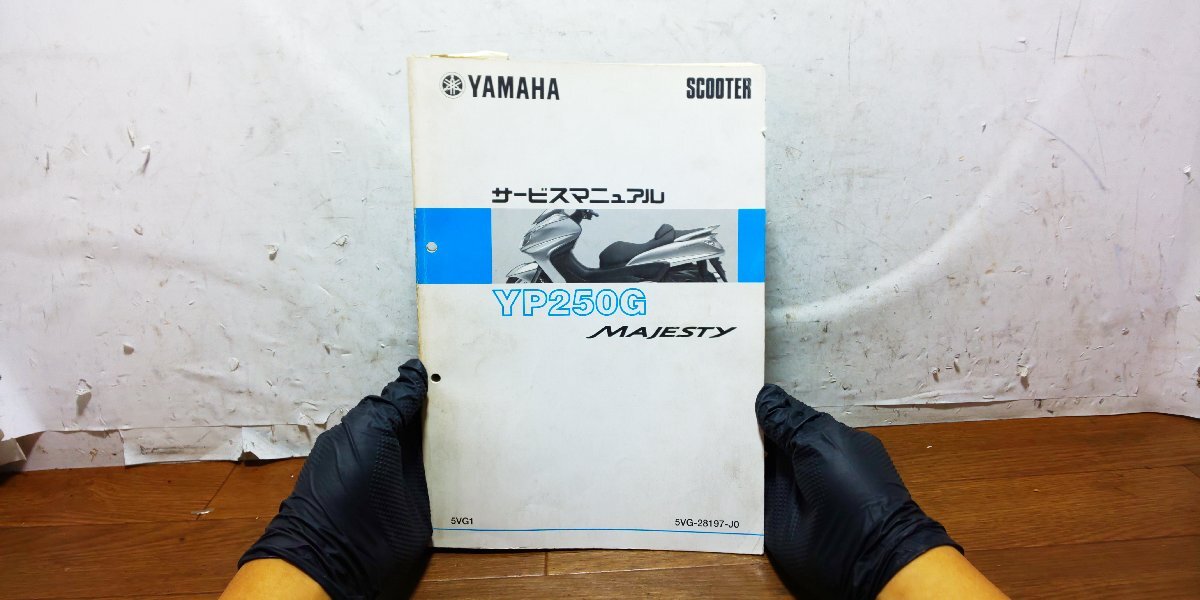 YAMAHA
SCOOTER
サービスマニュアル
YP250G
MAJESTY
5VG1
5VG-28197-J0